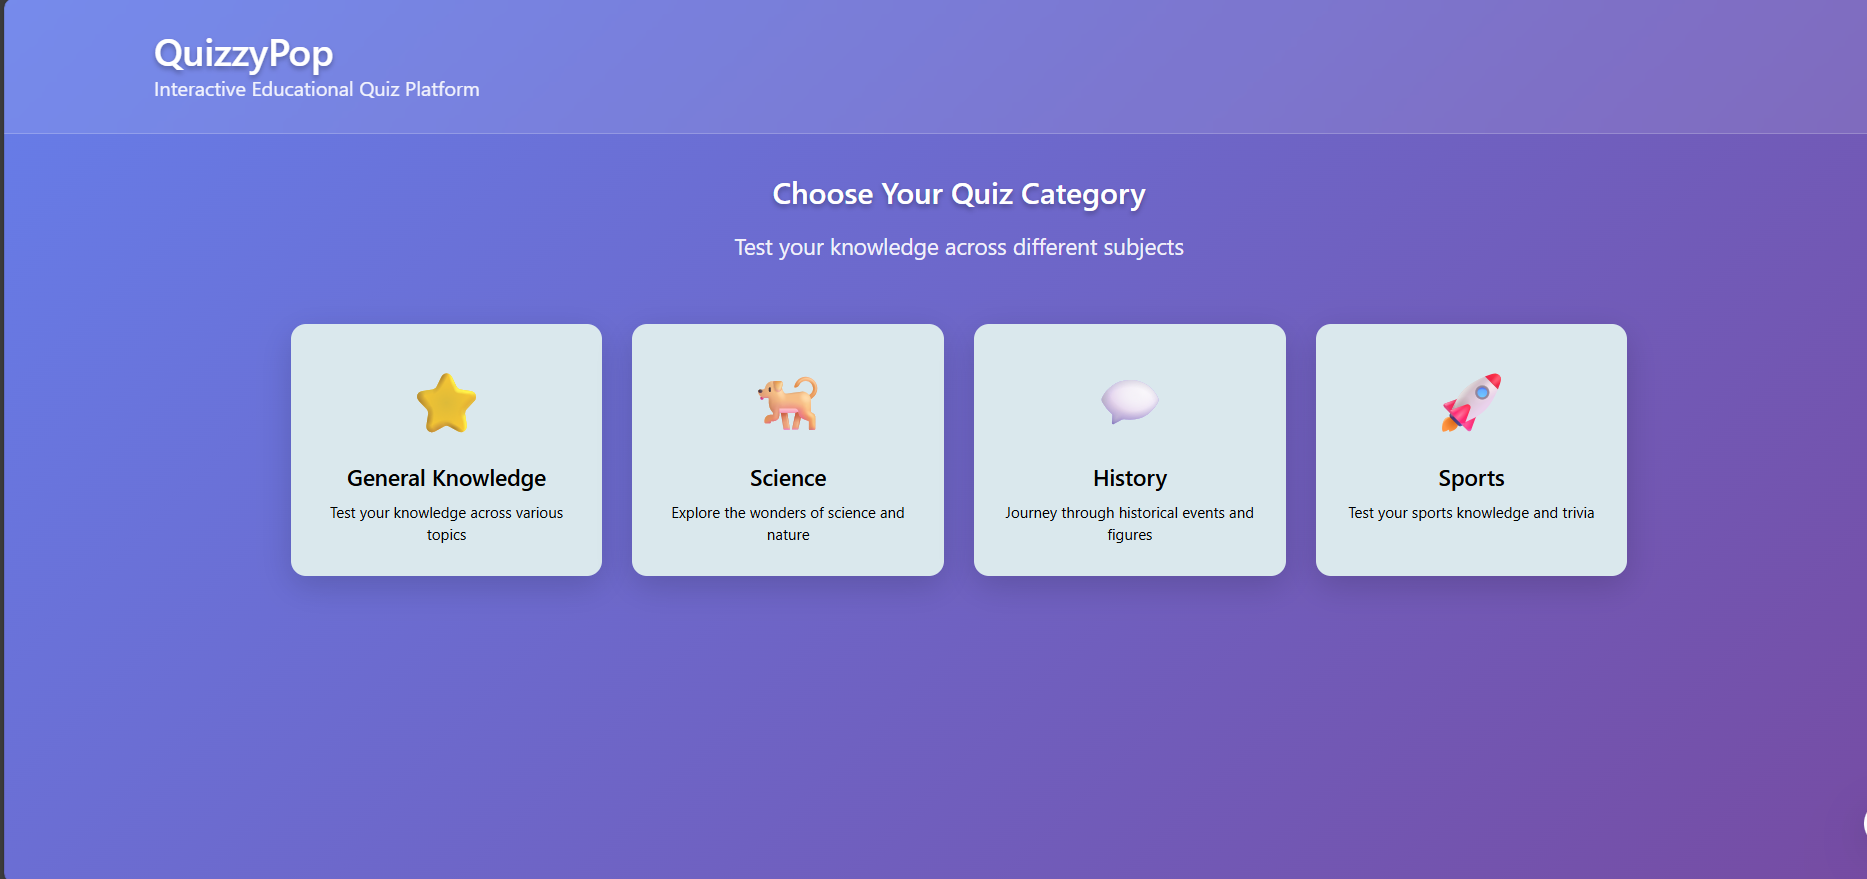 QuizzyPop
Interactive Educational Quiz Platform
Choose Your Quiz Category
Test your knowledge across different subjects
General Knowledge
Test your knowledge across various
topics
Science
Explore the wonders of science and
nature
History
Journey through historical events and
figures
Sports
Test your sports knowledge and trivia